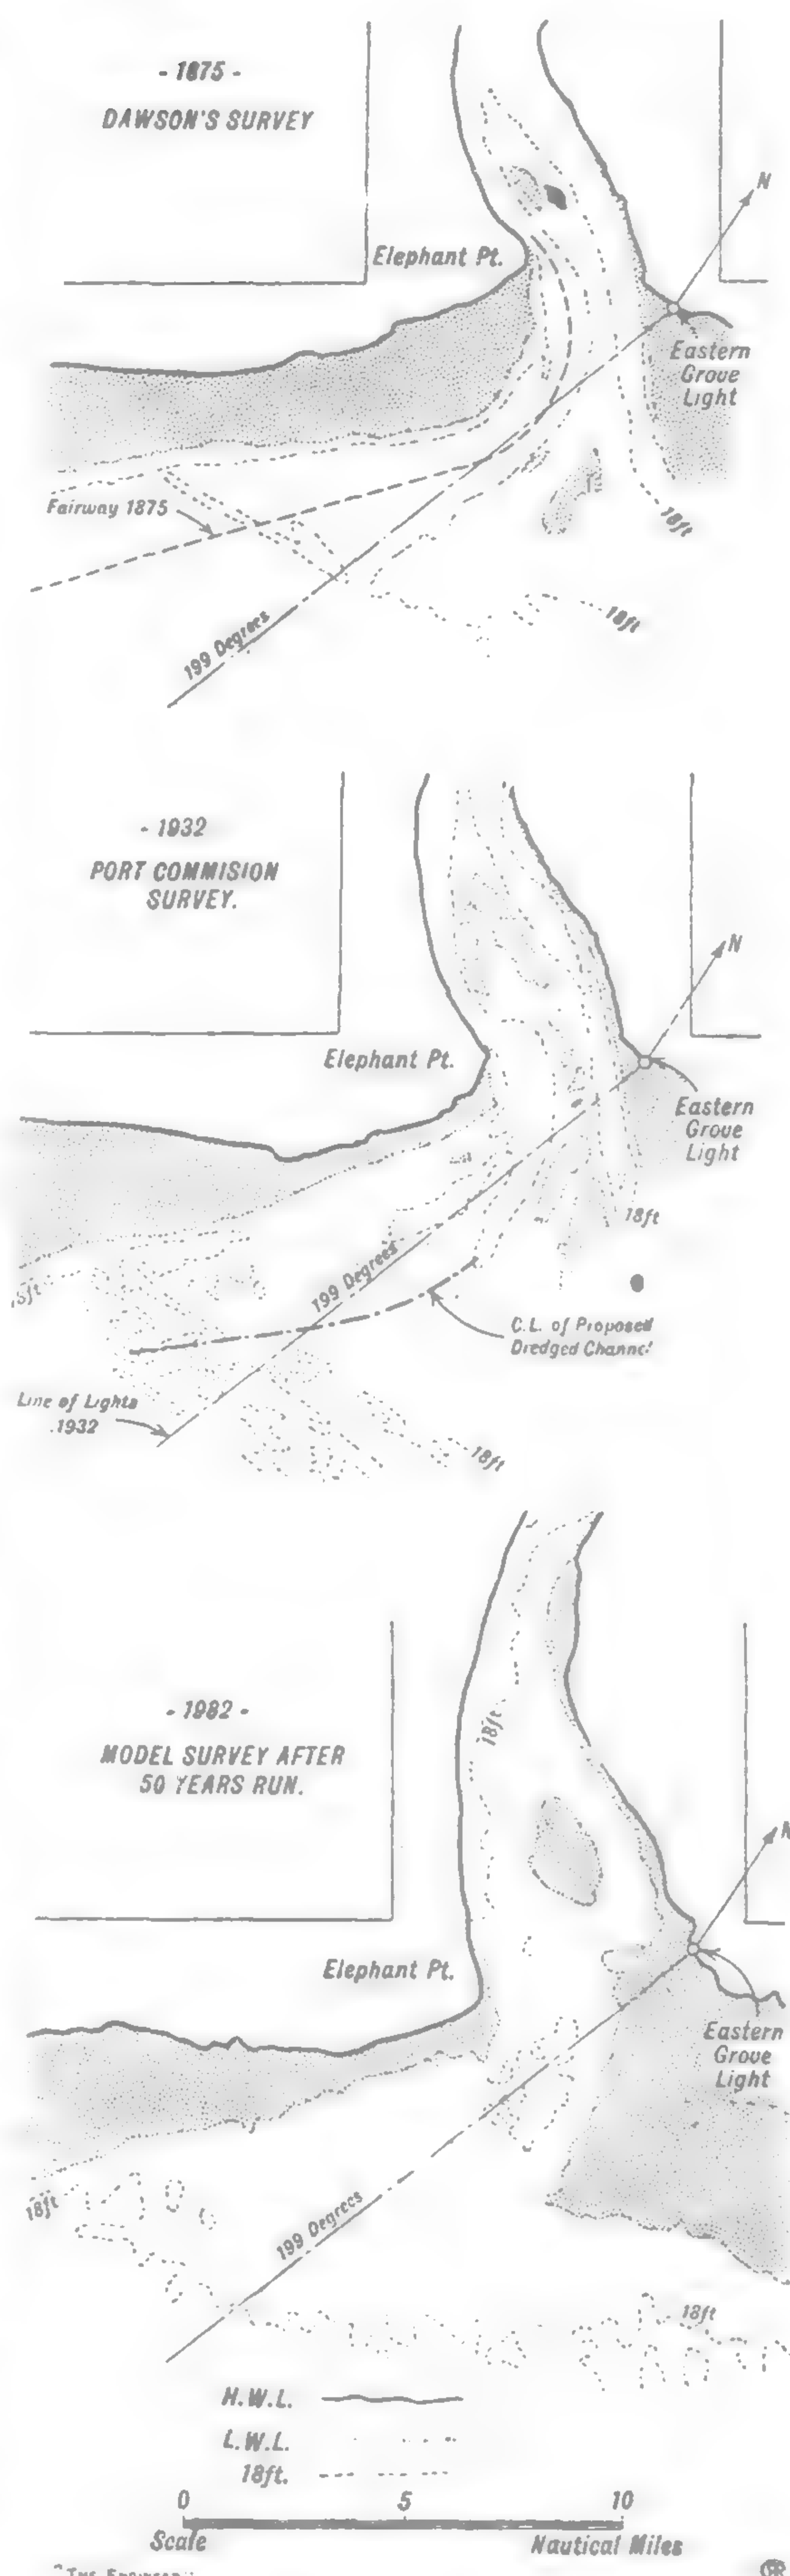 - 1875 -
DAWSON'S SURVEY
N
Elephant Pt.
Eastern
Grove
Light
Fairway 1875
18ft
18ft
199 Degrees
- 1932
PORT COMMISION
SURVEY.
N
Elephant Pt.
Eastern
Grove
Light
18ft
18ft
199 Degrees
C.L. of Proposed
Dredged Channel
Line of Lights
1932
18ft
- 1982 -
MODEL SURVEY AFTER
50 YEARS RUN.
18ft
N
Elephant Pt.
Eastern
Grove
Light
18ft
199 Degrees
18ft
H.W.L.
L.W.L.
18ft.
0 5 10
Scale Nautical Miles
"THE ENGINEER"